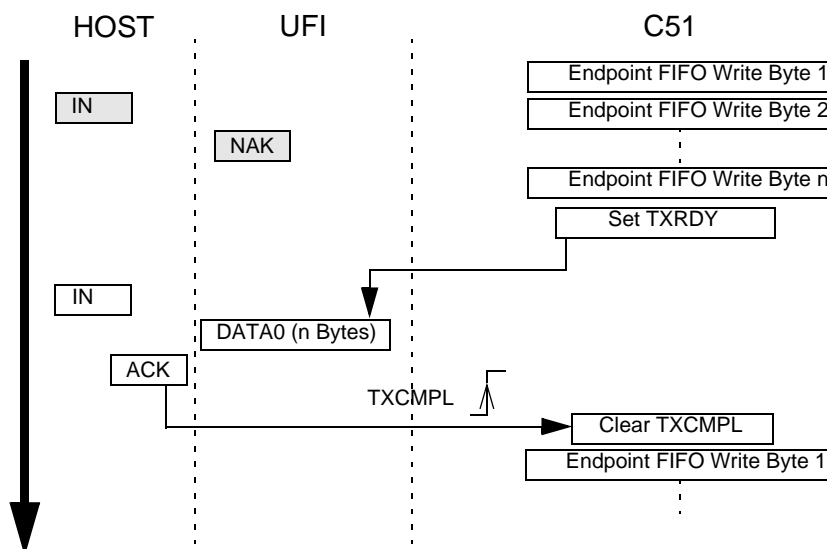 HOST UFI C51
Endpoint FIFO Write Byte 1
IN Endpoint FIFO Write Byte 2
NAK
Endpoint FIFO Write Byte n
Set TXRDY
IN
DATA0 (n Bytes)
ACK
TXCMPL
Clear TXCMPL
Endpoint FIFO Write Byte 1